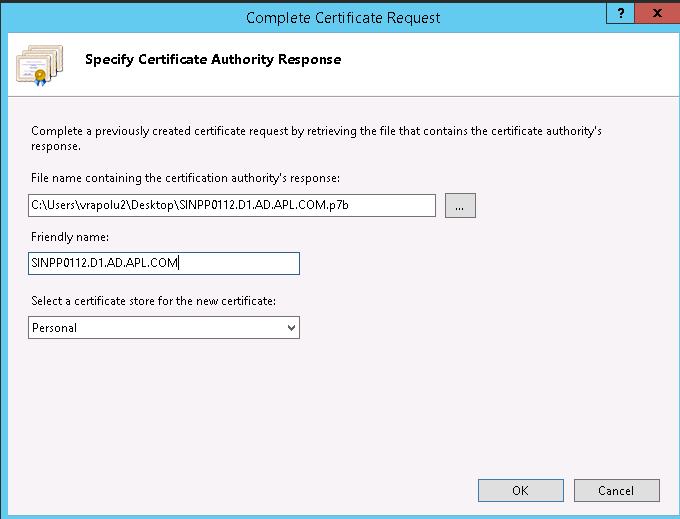 Complete Certificate Request
?
x
Specify Certificate Authority Response
Complete a previously created certificate request by retrieving the file that contains the certificate authority's
response.
File name containing the certification authority's response:
C:\Users\vrapolu2\Desktop\SINPP0112.D1.AD.APL.COM.p7b
...
Friendly name:
SINPP0112.D1.AD.APL.COM
Select a certificate store for the new certificate:
Personal
OK
Cancel